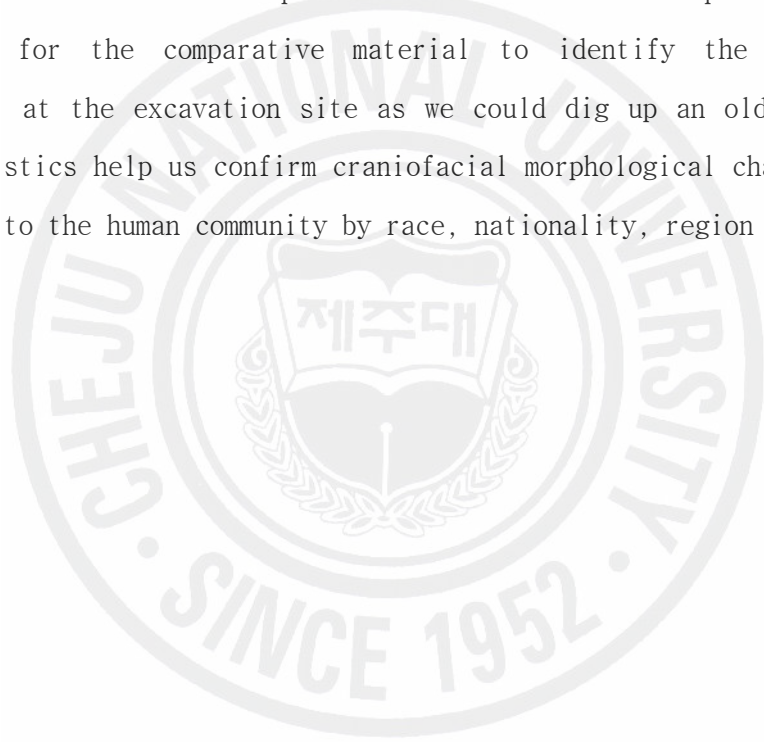 for the comparative material to identify the
at the excavation site as we could dig up an old
stics help us confirm craniofacial morphological cha
to the human community by race, nationality, region
CHEJU NATIONAL UNIVERSITY
제주대
· SINCE 1952 ·